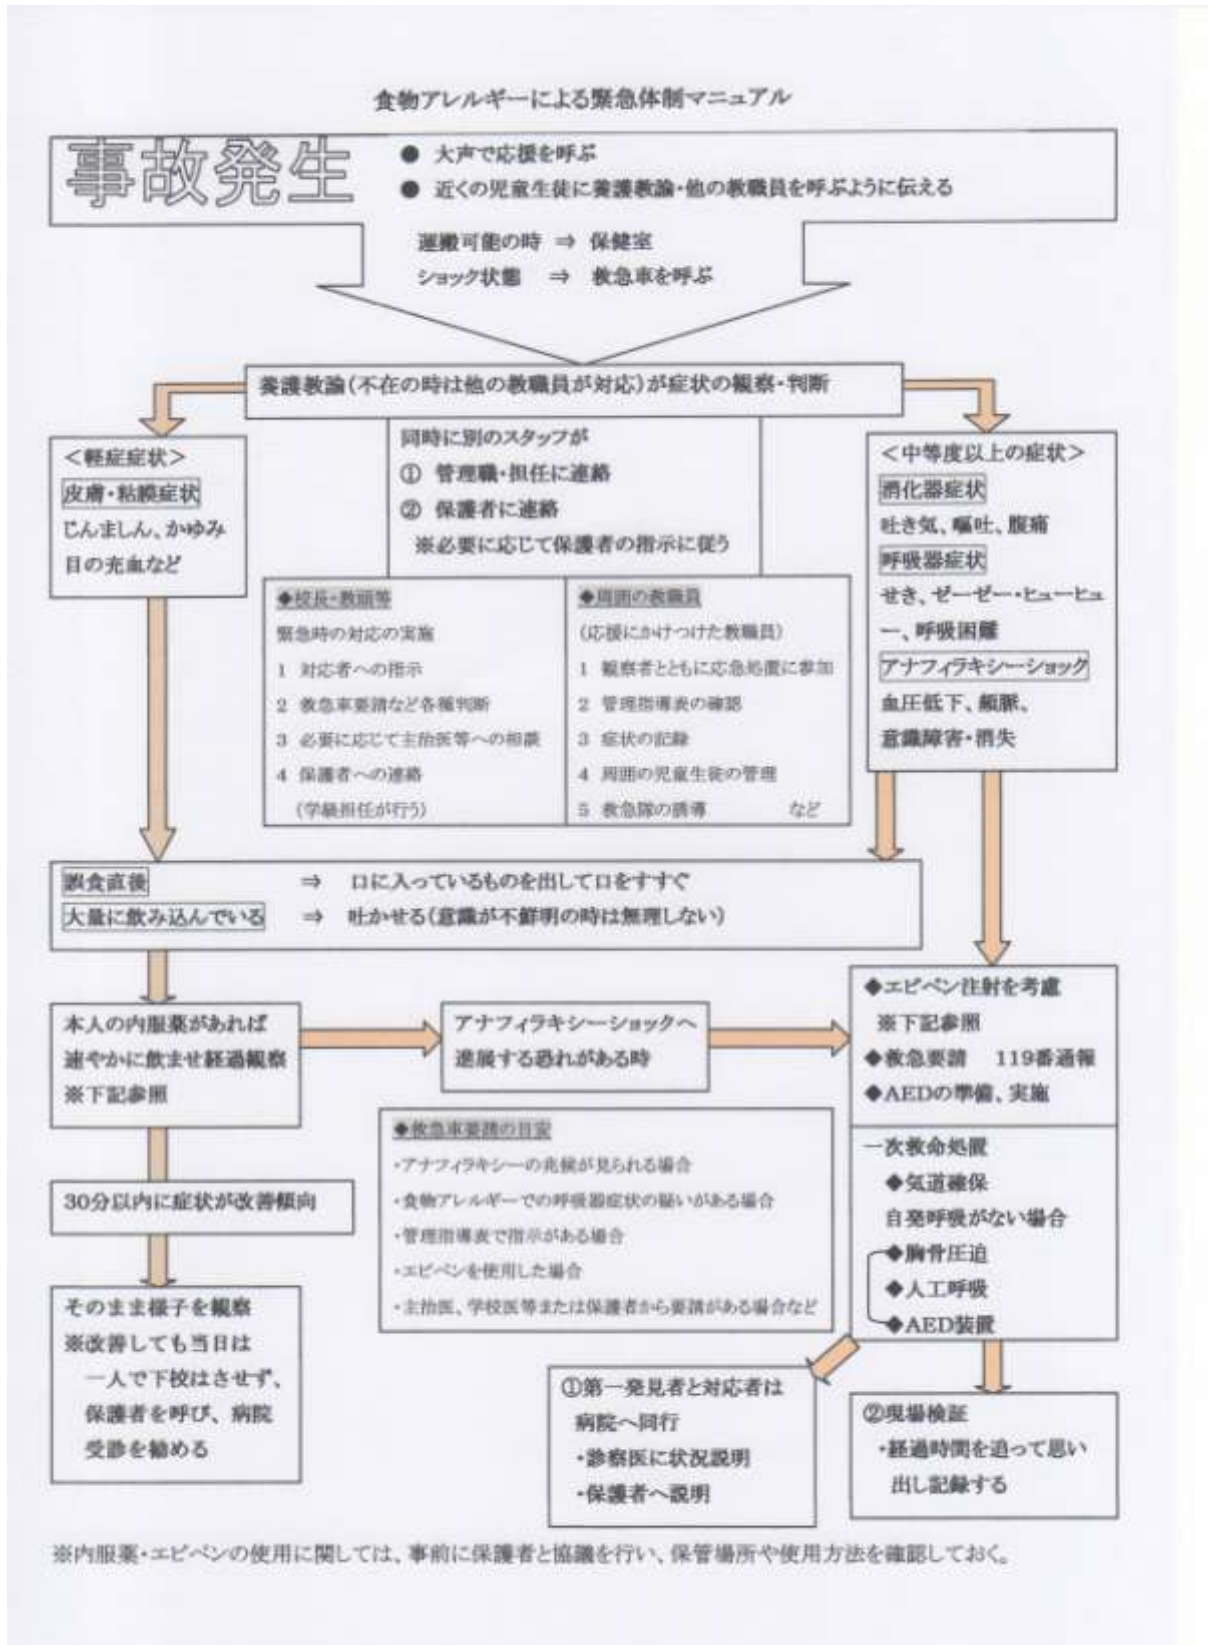 食物アレルギーによる緊急体制マニュアル
事故発生
● 大声で応援を呼ぶ
● 近くの児童生徒に養護教諭・他の教職員を呼ぶように伝える
運搬可能の時 ⇒ 保健室
ショック状態 ⇒ 救急車を呼ぶ
養護教諭(不在の時は他の教職員が対応)が症状の観察・判断
＜軽症症状＞
皮膚・粘膜症状
じんましん、かゆみ
目の充血など
同時に別のスタッフが
① 管理職・担任に連絡
② 保護者に連絡
※必要に応じて保護者の指示に従う
＜中等度以上の症状＞
消化器症状
吐き気、嘔吐、腹痛
呼吸器症状
せき、ゼーゼー・ヒューヒュ
ー、呼吸困難
アナフィラキシーショック
血圧低下、頻脈、
意識障害・消失
◆校長・教頭等
緊急時の対応の実施
1 対応者への指示
2 救急車要請など各種判断
3 必要に応じて主治医等への相談
4 保護者への連絡
(学級担任が行う)
◆周囲の教職員
(応援にかけつけた教職員)
1 観察者とともに応急処置に参加
2 管理指導表の確認
3 症状の記録
4 周囲の児童生徒の管理
5 救急隊の誘導 など
誤食直後 ⇒ 口に入っているものを出して口をすすぐ
大量に飲み込んでいる ⇒ 吐かせる(意識が不鮮明の時は無理しない)
本人の内服薬があれば
速やかに飲ませ経過観察
※下記参照
アナフィラキシーショックへ
進展する恐れがある時
◆エピペン注射を考慮
※下記参照
◆救急要請 119番通報
◆AEDの準備、実施
一次救命処置
◆気道確保
自発呼吸がない場合
◆胸骨圧迫
◆人工呼吸
◆AED装置
◆救急車要請の目安
・アナフィラキシーの兆候が見られる場合
・食物アレルギーでの呼吸器症状の疑いがある場合
・管理指導表で指示がある場合
・エピペンを使用した場合
・主治医、学校医等または保護者から要請がある場合など
30分以内に症状が改善傾向
そのまま様子を観察
※改善しても当日は
一人で下校はさせず、
保護者を呼び、病院
受診を勧める
①第一発見者と対応者は
病院へ同行
・診察医に状況説明
・保護者へ説明
②現場検証
・経過時間を追って思い
出し記録する
※内服薬・エピペンの使用に関しては、事前に保護者と協議を行い、保管場所や使用方法を確認しておく。